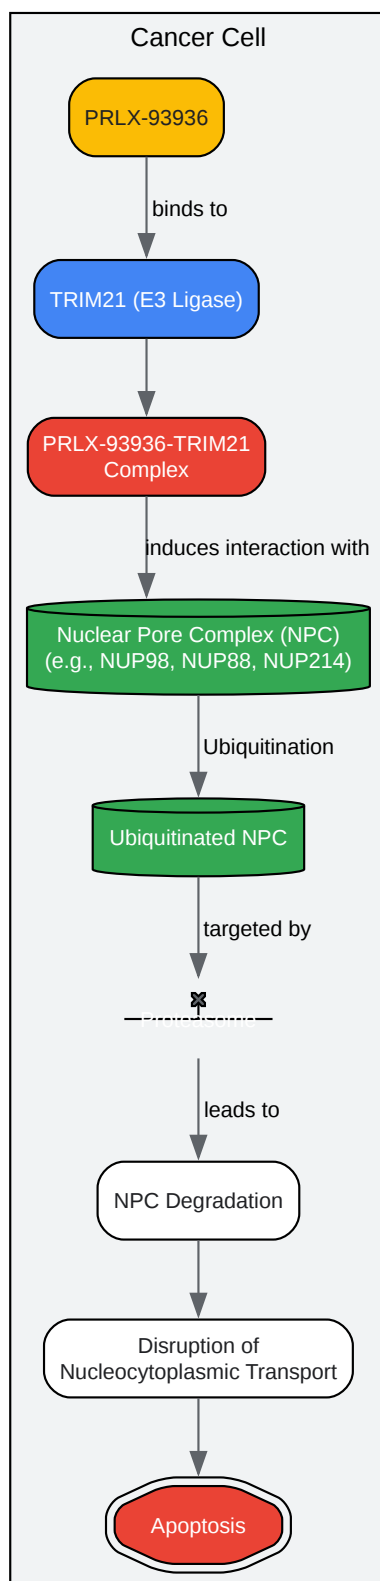 Cancer Cell
PRLX-93936
binds to
TRIM21 (E3 Ligase)
PRLX-93936-TRIM21
Complex
induces interaction with
Nuclear Pore Complex (NPC)
(e.g., NUP98, NUP88, NUP214)
Ubiquitination
Ubiquitinated NPC
targeted by
Proteasome
leads to
NPC Degradation
Disruption of
Nucleocytoplasmic Transport
Apoptosis